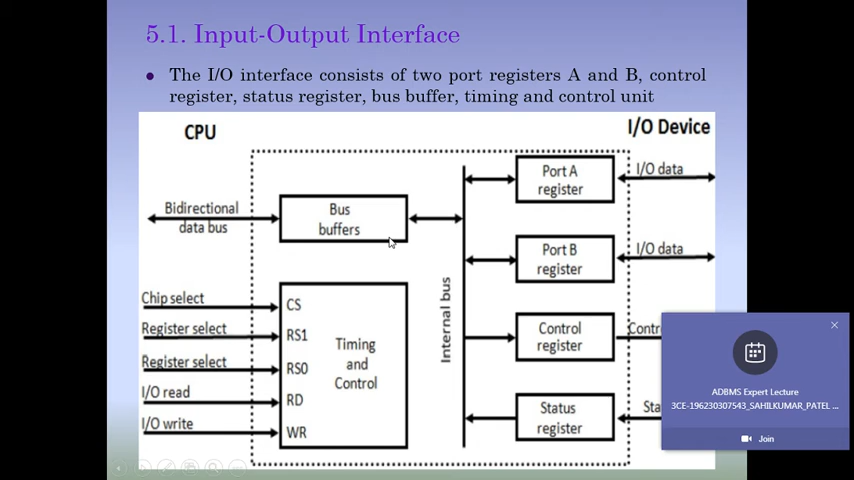 5.1. Input-Output Interface
The I/O interface consists of two port registers A and B, control
register, status register, bus buffer, timing and control unit
CPU
I/O Device
Bidirectional
data bus
Bus
buffers
Port A
register
I/O data
Port B
register
I/O data
Internal bus
Chip select
CS
Register select
RS1
Register select
RS0
I/O read
RD
I/O write
WR
Timing
and
Control
Control
register
Status
register
ADBMS Expert Lecture
3CE-196230307543_SAHILKUMAR_PATEL ...
Join